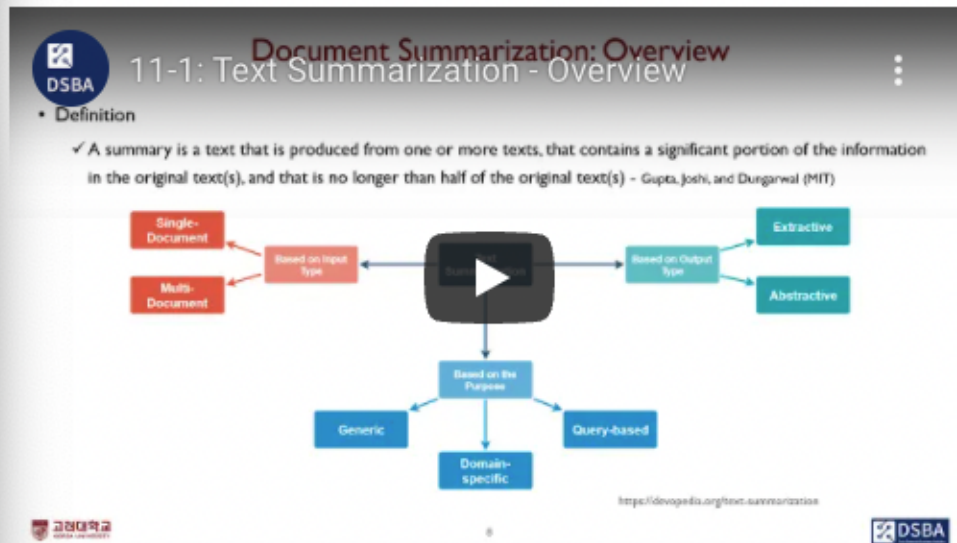 Document Summarization: Overview
11-1: Text Summarization - Overview
DSBA
• Definition
✓ A summary is a text that is produced from one or more texts, that contains a significant portion of the information
in the original text(s), and that is no longer than half of the original text(s) - Gupta, Joshi, and Dungarwal (MIT)
Single-
Document
Multi-
Document
Based on Input
Type
Based on Output
Type
Extractive
Abstractive
Based on the
Purpose
Generic
Domain-
specific
Query-based
https://devopedia.org/text-summarization
고려대학교
KOREA UNIVERSITY
DSBA